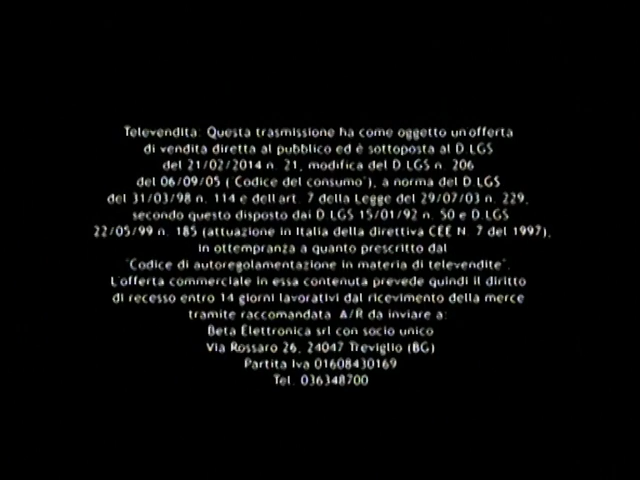 Televendita: Questa trasmissione ha come oggetto un offerta
di vendita diretta al pubblico ed è sottoposta al D LGS
del 21/02/2014 n. 21, modifica del D LGS n. 206
del 06/09/05 ("Codice del consumo"), a norma del D LGS
del 31/03/98 n. 114 e dell art. 7 della Legge del 29/07/03 n. 229,
secondo questo disposto dai D LGS 15/01/92 n. 50 e D LGS
22/05/99 n. 185 (attuazione in Italia della direttiva CEE N. 7 del 1997),
in ottempranza a quanto prescritto dal
"Codice di autoregolamentazione in materia di televendite".
L'offerta commerciale in essa contenuta prevede quindi il diritto
di recesso entro 14 giorni lavorativi dal ricevimento della merce
tramite raccomandata A/R da inviare a:
Beta Elettronica srl con socio unico
Via Rossaro 26, 24047 Treviglio (BG)
Partita Iva 01608430169
Tel. 036348700